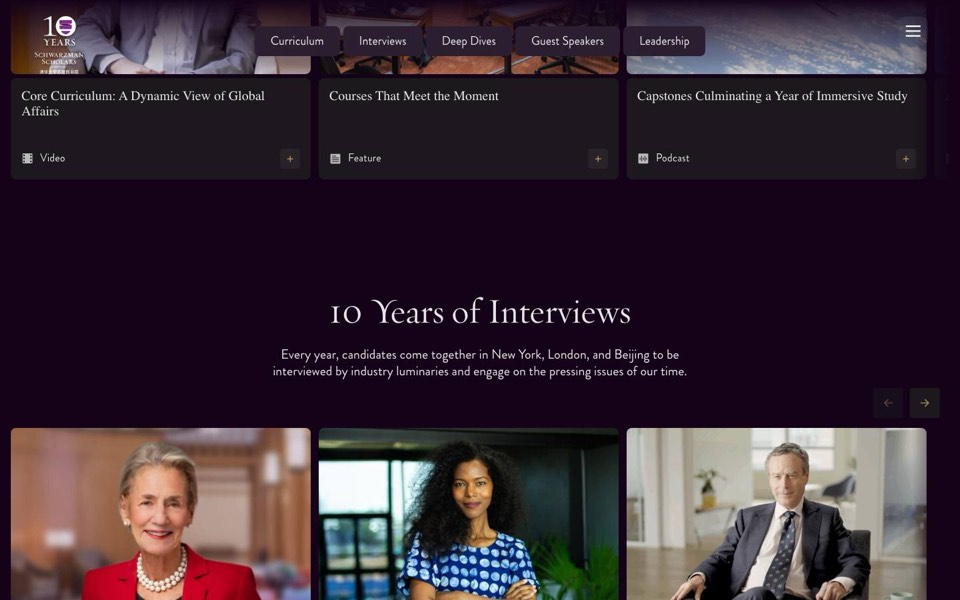 10
YEARS
SCHWARZMAN
SCHOLARS
Curriculum
Interviews
Deep Dives
Guest Speakers
Leadership
Core Curriculum: A Dynamic View of Global
Affairs
Video
+
Courses That Meet the Moment
Feature
+
Capstones Culminating a Year of Immersive Study
Podcast
+
10 Years of Interviews
Every year, candidates come together in New York, London, and Beijing to be
interviewed by industry luminaries and engage on the pressing issues of our time.